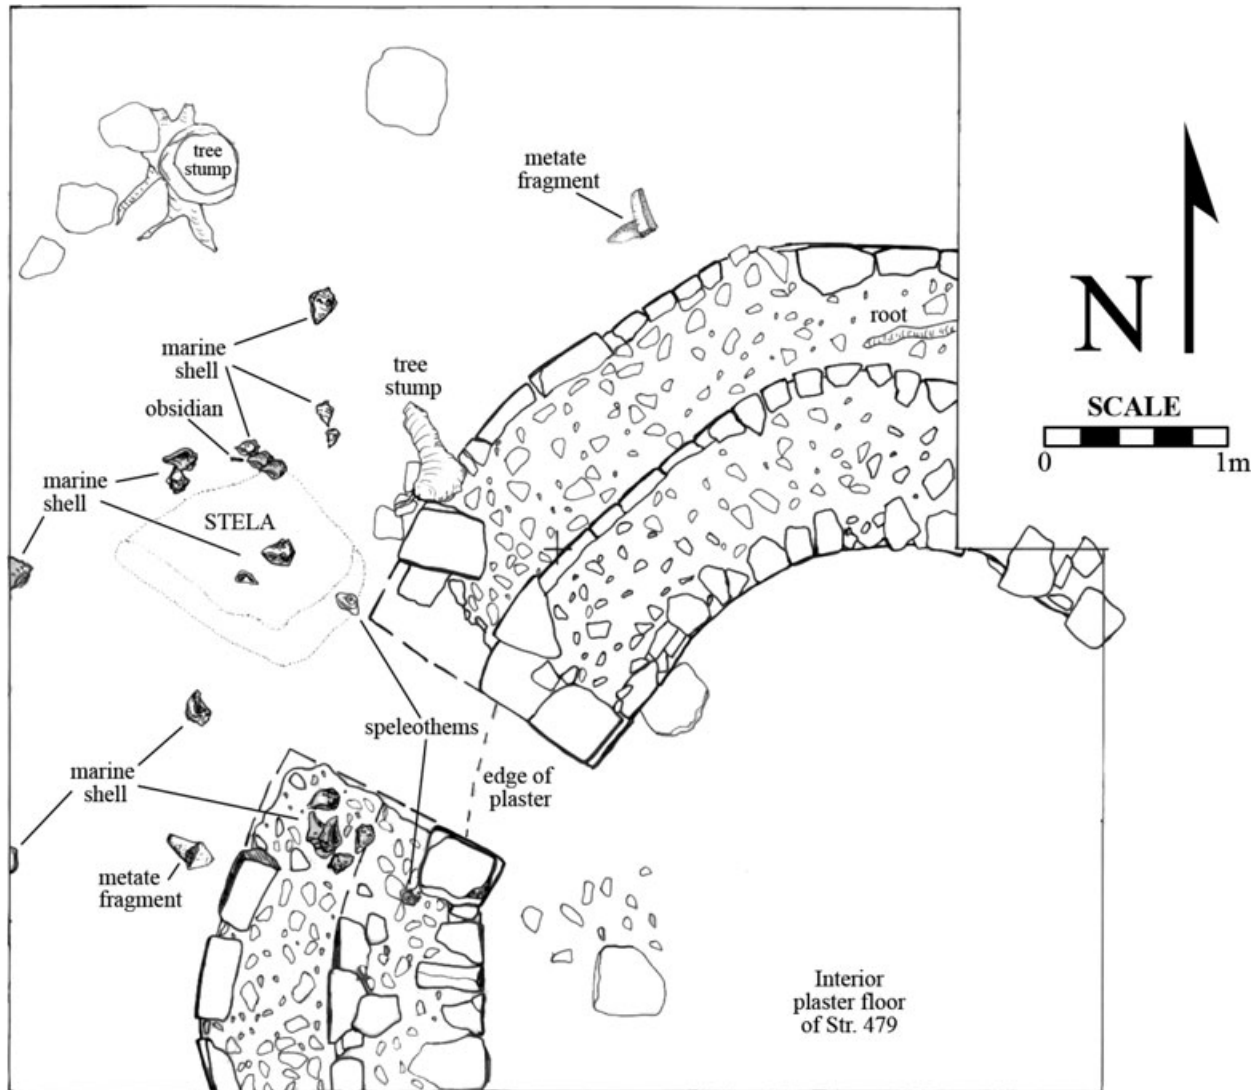 tree
stump
metate
fragment
root
marine
shell
tree
stump
obsidian
marine
shell
STELA
N
SCALE
0 1m
speleothems
marine
shell
edge of
plaster
metate
fragment
Interior
plaster floor
of Str. 479